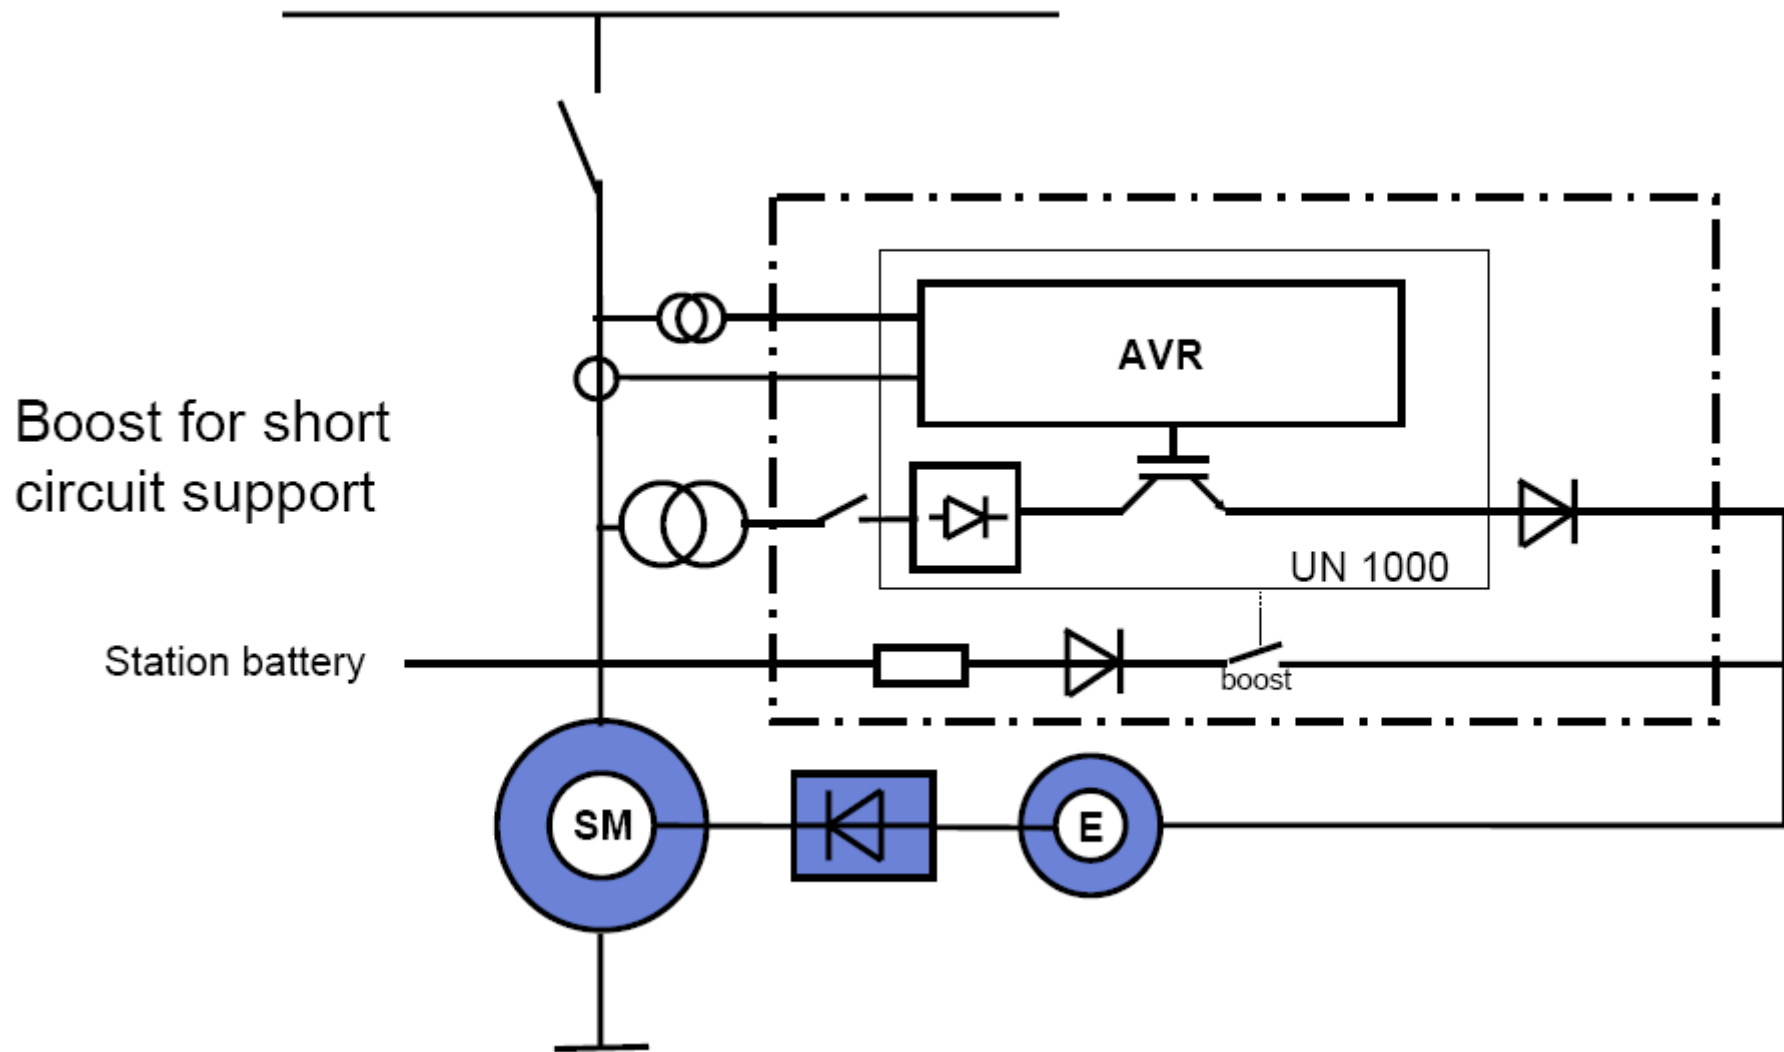 AVR
Boost for short
circuit support
UN 1000
Station battery
boost
SM
E